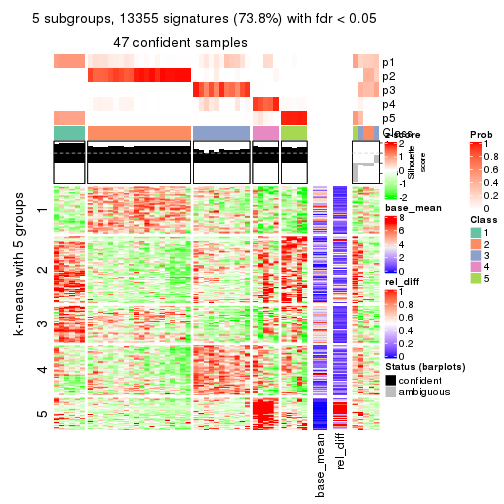 5 subgroups, 13355 signatures (73.8%) with fdr < 0.05
47 confident samples
p1
p2
p3
p4
p5
Class
Silhouette
score
k-means with 5 groups
1
2
3
4
5
base_mean
rel_diff
z-score
2
1
0
-1
-2
base_mean
8
6
4
2
0
rel_diff
1
0.8
0.6
0.4
0.2
0
Status (barplots)
confident
ambiguous
Prob
1
0.8
0.6
0.4
0.2
0
Class
1
2
3
4
5